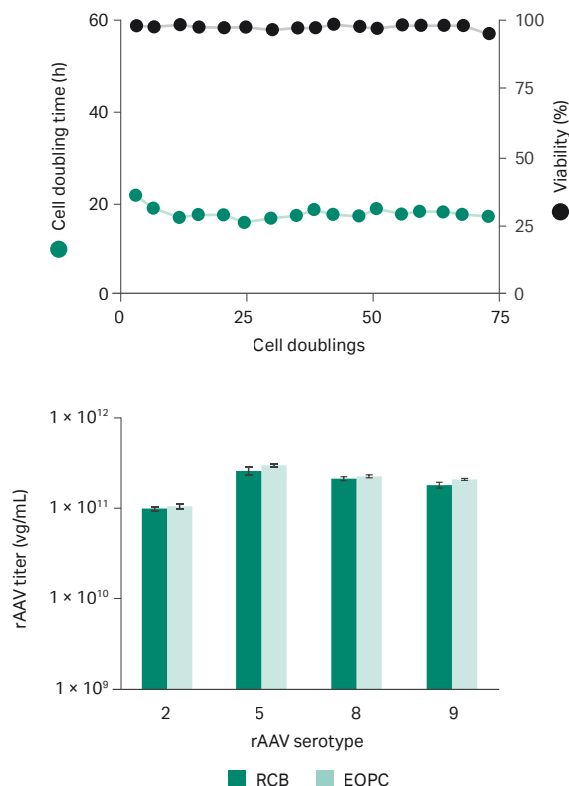 60
40
20
0
Cell doubling time (h)
100
75
50
25
0
Viability (%)
0
25
50
75
Cell doublings
1 × 10¹²
1 × 10¹¹
1 × 10¹⁰
1 × 10⁹
rAAV titer (vg/mL)
2
5
8
9
rAAV serotype
RCB
EOPC